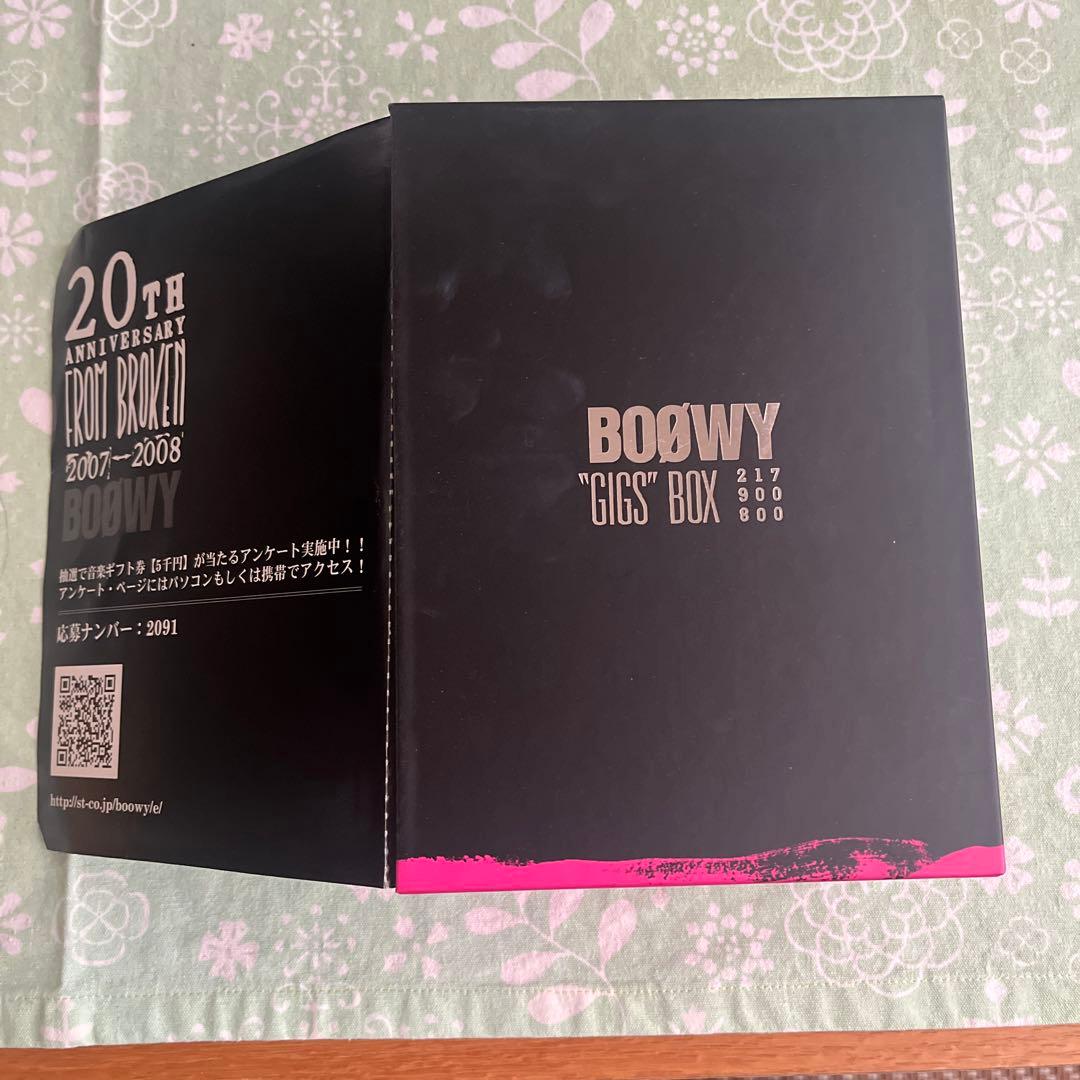 20TH
ANNIVERSARY
FROM BROKEN
2007↔2008
BOØWY
抽選で音楽ギフト券【5千円】が当たるアンケート実施中！！
アンケート・ページにはパソコンもしくは携帯でアクセス！
応募ナンバー：2091
http://st-co.jp/boowy/e/
BOØWY
"GIGS" BOX
217
900
800